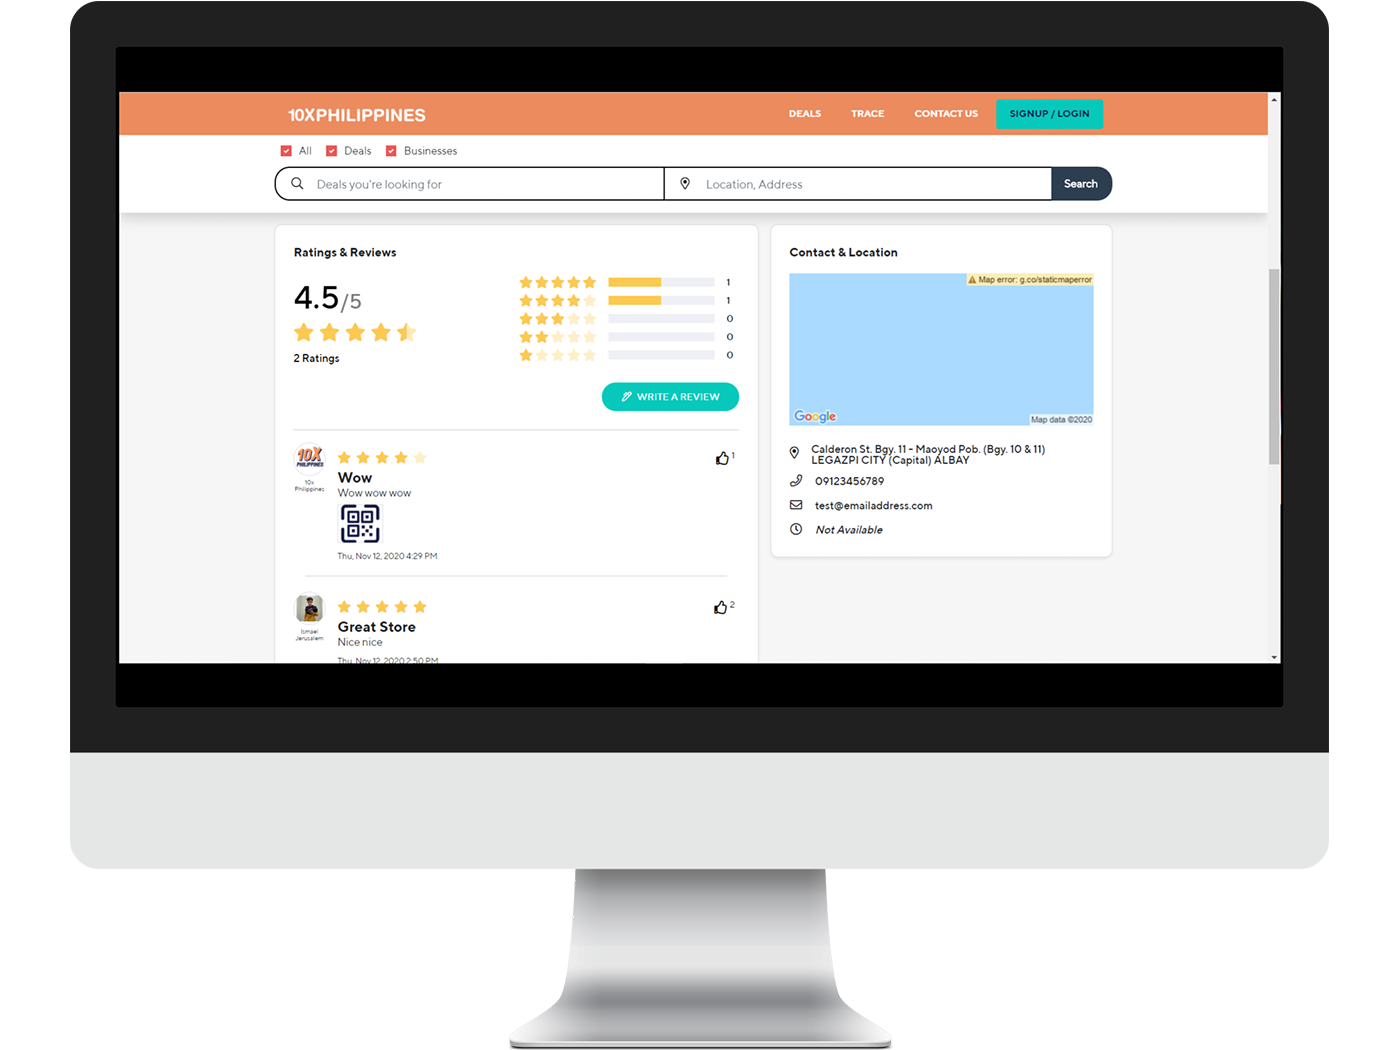 10XPHILIPPINES
DEALS
TRACE
CONTACT US
SIGNUP / LOGIN
All
Deals
Businesses
Deals you're looking for
Location, Address
Search
Ratings & Reviews
4.5/5
2 Ratings
1
1
0
0
0
WRITE A REVIEW
10X
PHILIPPINES
10x
Philippines
1
Wow
Wow wow wow
Thu, Nov 12, 2020 4:29 PM
Ismael
Jerusalem
2
Great Store
Nice nice
Thu, Nov 12, 2020 2:50 PM
Contact & Location
Map error: g.co/staticmaperror
Google
Map data ©2020
Calderon St. Bgy. 11 - Maoyod Pob. (Bgy. 10 & 11)
LEGAZPI CITY (Capital) ALBAY
09123456789
test@emailaddress.com
Not Available